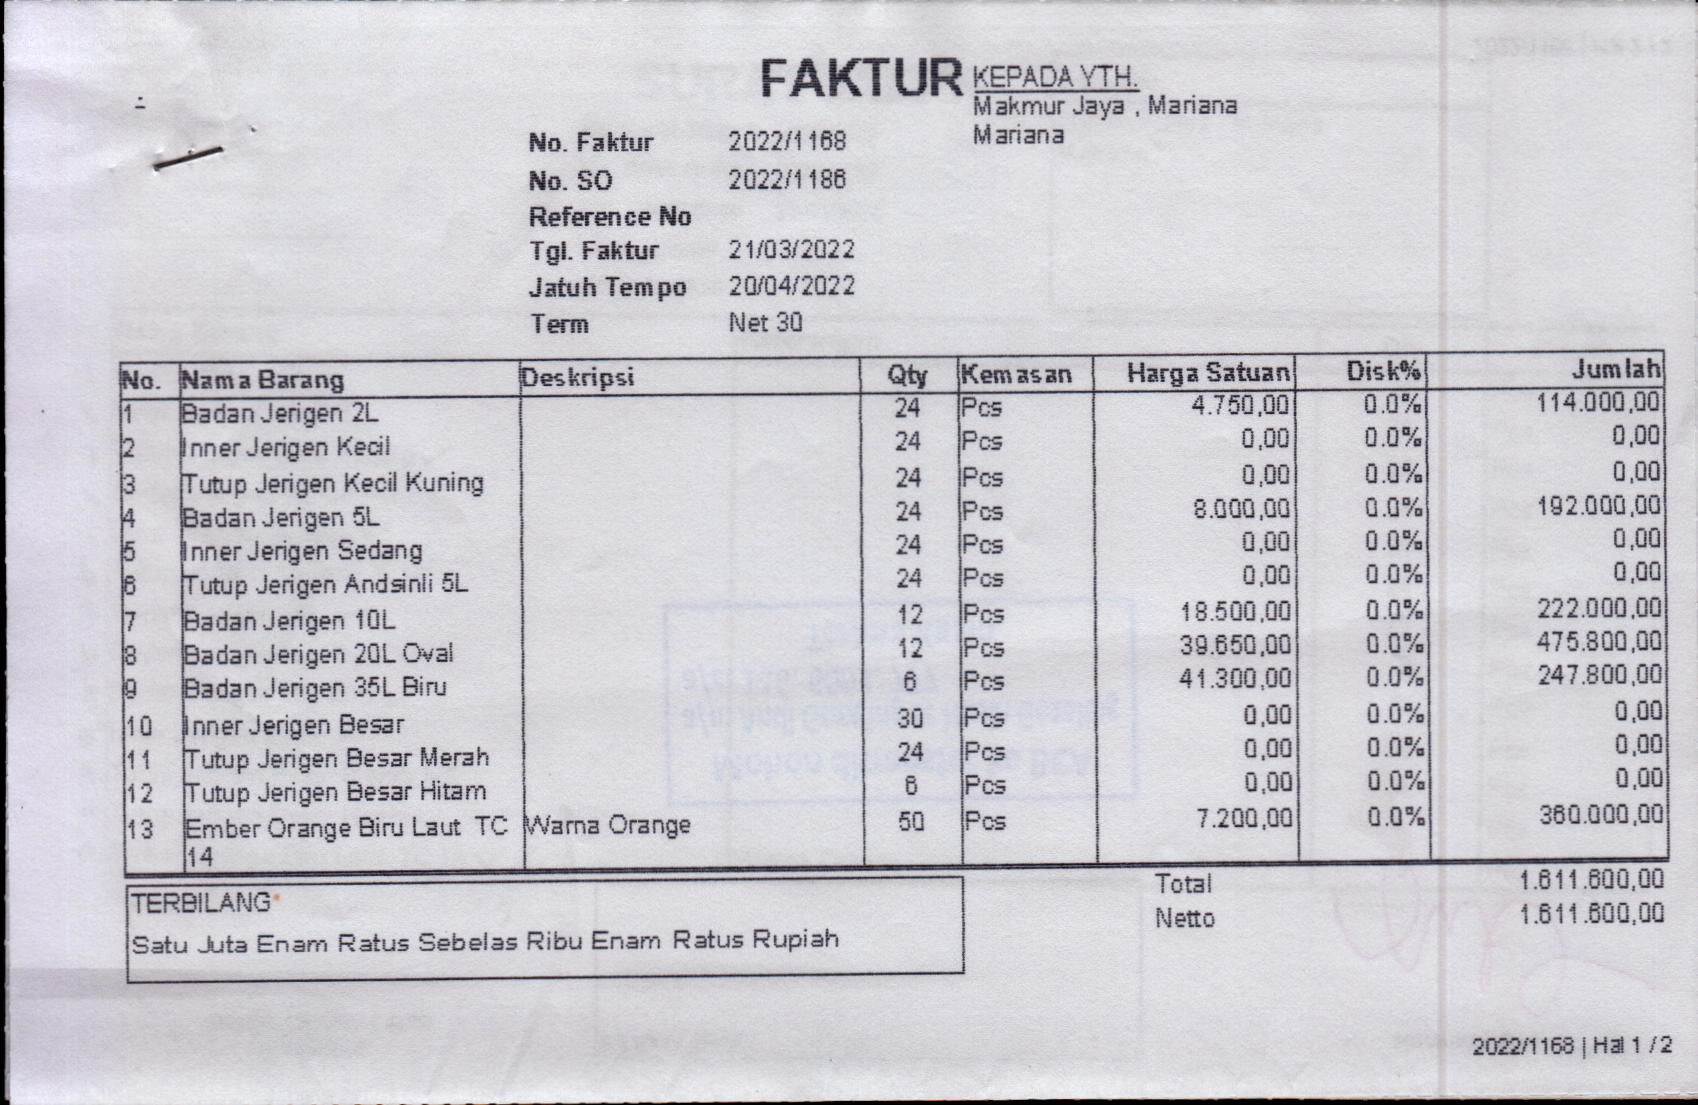 FAKTUR
KEPADA YTH.
Makmur Jaya , Mariana
Mariana
No. Faktur 2022/1168
No. SO 2022/1186
Reference No
Tgl. Faktur 21/03/2022
Jatuh Tempo 20/04/2022
Term Net 30
No. Nama Barang Deskripsi Qty Kemasan Harga Satuan Disk% Jumlah
1 Badan Jerigen 2L 24 Pcs 4.750,00 0.0% 114.000,00
2 Inner Jerigen Kecil 24 Pcs 0,00 0.0% 0,00
3 Tutup Jerigen Kecil Kuning 24 Pcs 0,00 0.0% 0,00
4 Badan Jerigen 5L 24 Pcs 8.000,00 0.0% 192.000,00
5 Inner Jerigen Sedang 24 Pcs 0,00 0.0% 0,00
6 Tutup Jerigen Andsinli 5L 24 Pcs 0,00 0.0% 0,00
7 Badan Jerigen 10L 12 Pcs 18.500,00 0.0% 222.000,00
8 Badan Jerigen 20L Oval 12 Pcs 39.650,00 0.0% 475.800,00
9 Badan Jerigen 35L Biru 6 Pcs 41.300,00 0.0% 247.800,00
10 Inner Jerigen Besar 30 Pcs 0,00 0.0% 0,00
11 Tutup Jerigen Besar Merah 24 Pcs 0,00 0.0% 0,00
12 Tutup Jerigen Besar Hitam 6 Pcs 0,00 0.0% 0,00
13 Ember Orange Biru Laut TC Warna Orange 50 Pcs 7.200,00 0.0% 360.000,00
14
TERBILANG
Total 1.611.600,00
Netto 1.611.600,00
Satu Juta Enam Ratus Sebelas Ribu Enam Ratus Rupiah
2022/1168 | Hal 1 / 2